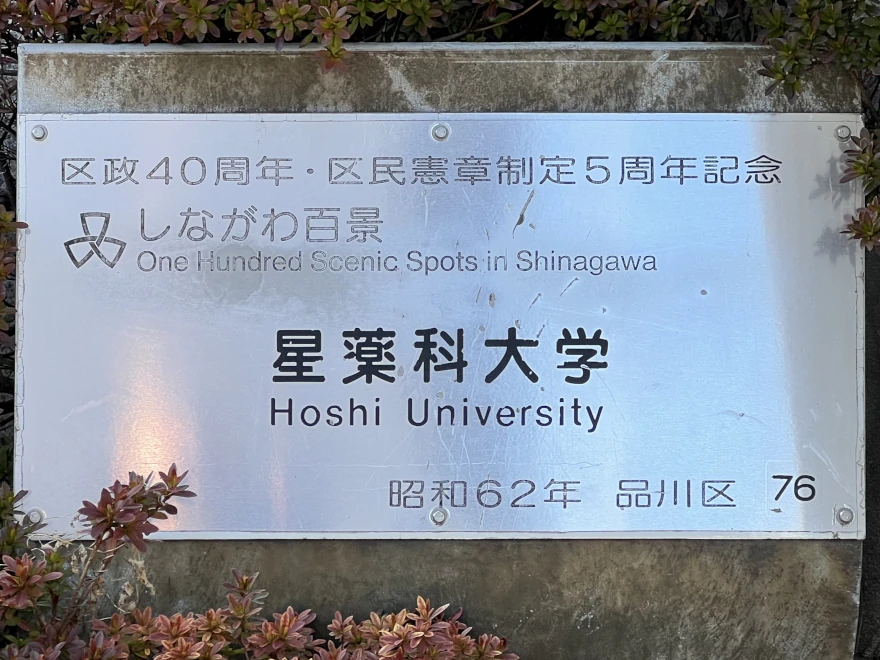 区政40周年・区民憲章制定5周年記念
しながわ百景
One Hundred Scenic Spots in Shinagawa
星薬科大学
Hoshi University
昭和62年 品川区 76